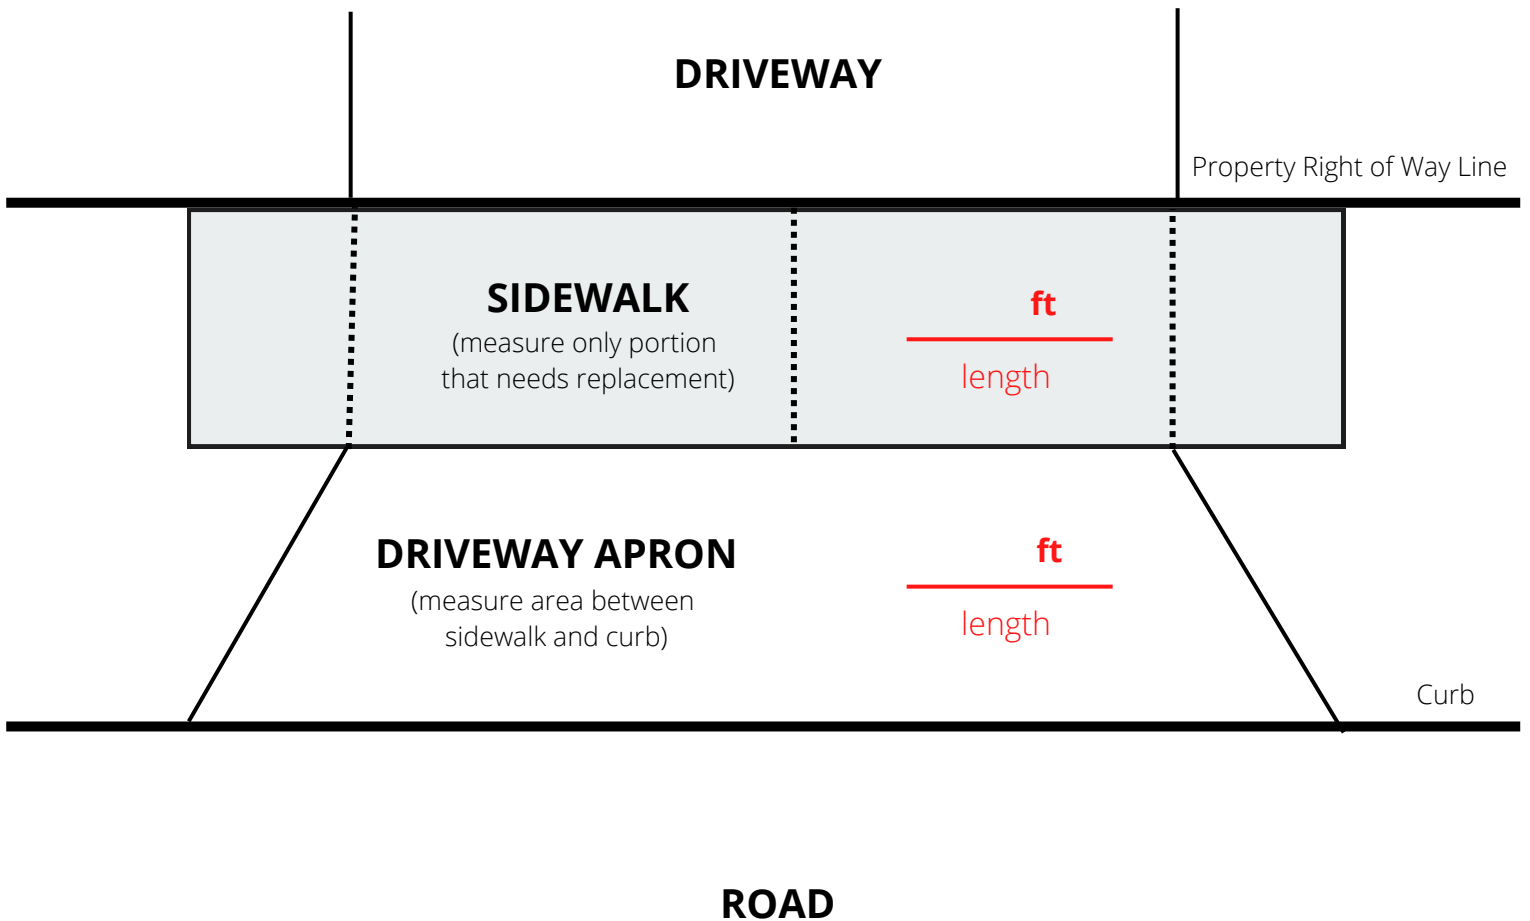 DRIVEWAY
Property Right of Way Line
SIDEWALK
(measure only portion
that needs replacement)
ft
length
DRIVEWAY APRON
(measure area between
sidewalk and curb)
ft
length
Curb
ROAD